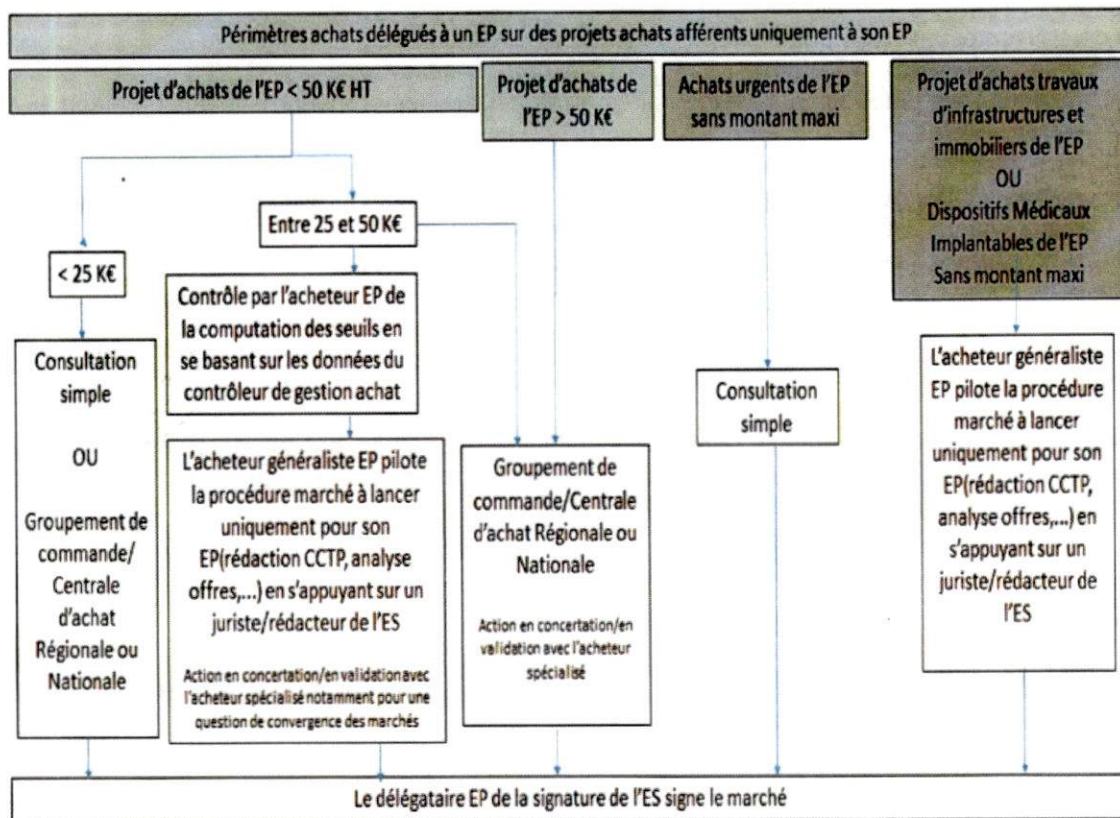 Périmètres achats délégués à un EP sur des projets achats afférents uniquement à son EP
Projet d'achats de l'EP < 50 K€ HT
Projet d'achats de
l'EP > 50 K€
Achats urgents de l'EP
sans montant maxi
Projet d'achats travaux
d'infrastructures et
immobiliers de l'EP
OU
Dispositifs Médicaux
Implantables de l'EP
Sans montant maxi
Entre 25 et 50 K€
< 25 K€
Consultation
simple
OU
Groupement de
commande/
Centrale
d'achat
Régionale ou
Nationale
Contrôle par l'acheteur EP de
la computation des seuils en
se basant sur les données du
contrôleur de gestion achat
L'acheteur généraliste EP pilote
la procédure marché à lancer
uniquement pour son
EP(rédaction CCTP, analyse
offres,...) en s'appuyant sur un
juriste/rédacteur de l'ES
Action en concertation/en validation avec
l'acheteur spécialisé notamment pour une
question de convergence des marchés
Groupement de
commande/Centrale
d'achat Régionale ou
Nationale
Action en concertation/en
validation avec l'acheteur
spécialisé
Consultation
simple
L'acheteur généraliste
EP pilote la procédure
marché à lancer
uniquement pour son
EP(rédaction CCTP,
analyse offres,...) en
s'appuyant sur un
juriste/rédacteur de
l'ES
Le délégataire EP de la signature de l'ES signe le marché